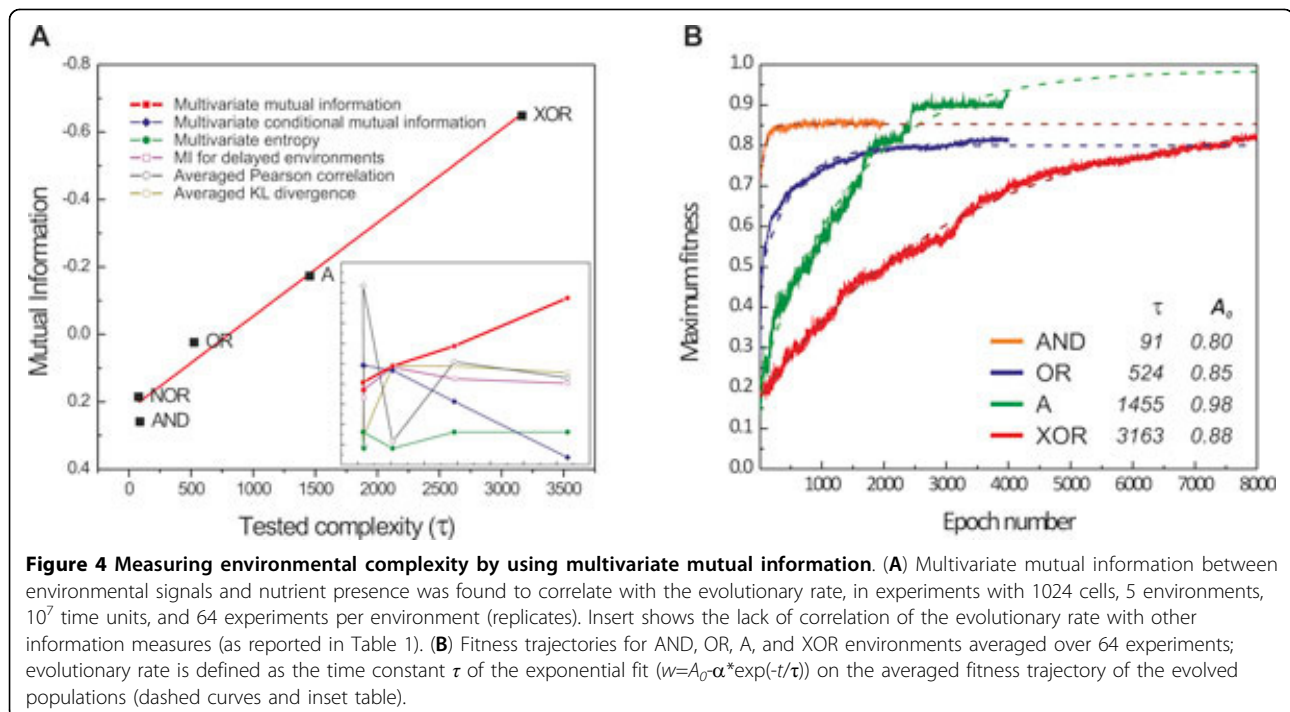 A
Mutual Information
-0.8
-0.6
-0.4
-0.2
0.0
0.2
0.4
Multivariate mutual information
Multivariate conditional mutual information
Multivariate entropy
MI for delayed environments
Averaged Pearson correlation
Averaged KL divergence
XOR
A
OR
NOR
AND
0 500 1000 1500 2000 2500 3000 3500
Tested complexity (τ)
B
Maximum fitness
1.0
0.9
0.8
0.7
0.6
0.5
0.4
0.3
0.2
0.1
0.0
τ A₀
AND 91 0.80
OR 524 0.85
A 1455 0.98
XOR 3163 0.88
1000 2000 3000 4000 5000 6000 7000 8000
Epoch number
Figure 4 Measuring environmental complexity by using multivariate mutual information. (A) Multivariate mutual information between
environmental signals and nutrient presence was found to correlate with the evolutionary rate, in experiments with 1024 cells, 5 environments,
10⁷ time units, and 64 experiments per environment (replicates). Insert shows the lack of correlation of the evolutionary rate with other
information measures (as reported in Table 1). (B) Fitness trajectories for AND, OR, A, and XOR environments averaged over 64 experiments;
evolutionary rate is defined as the time constant τ of the exponential fit (w=A₀-α*exp(-t/τ)) on the averaged fitness trajectory of the evolved
populations (dashed curves and inset table).